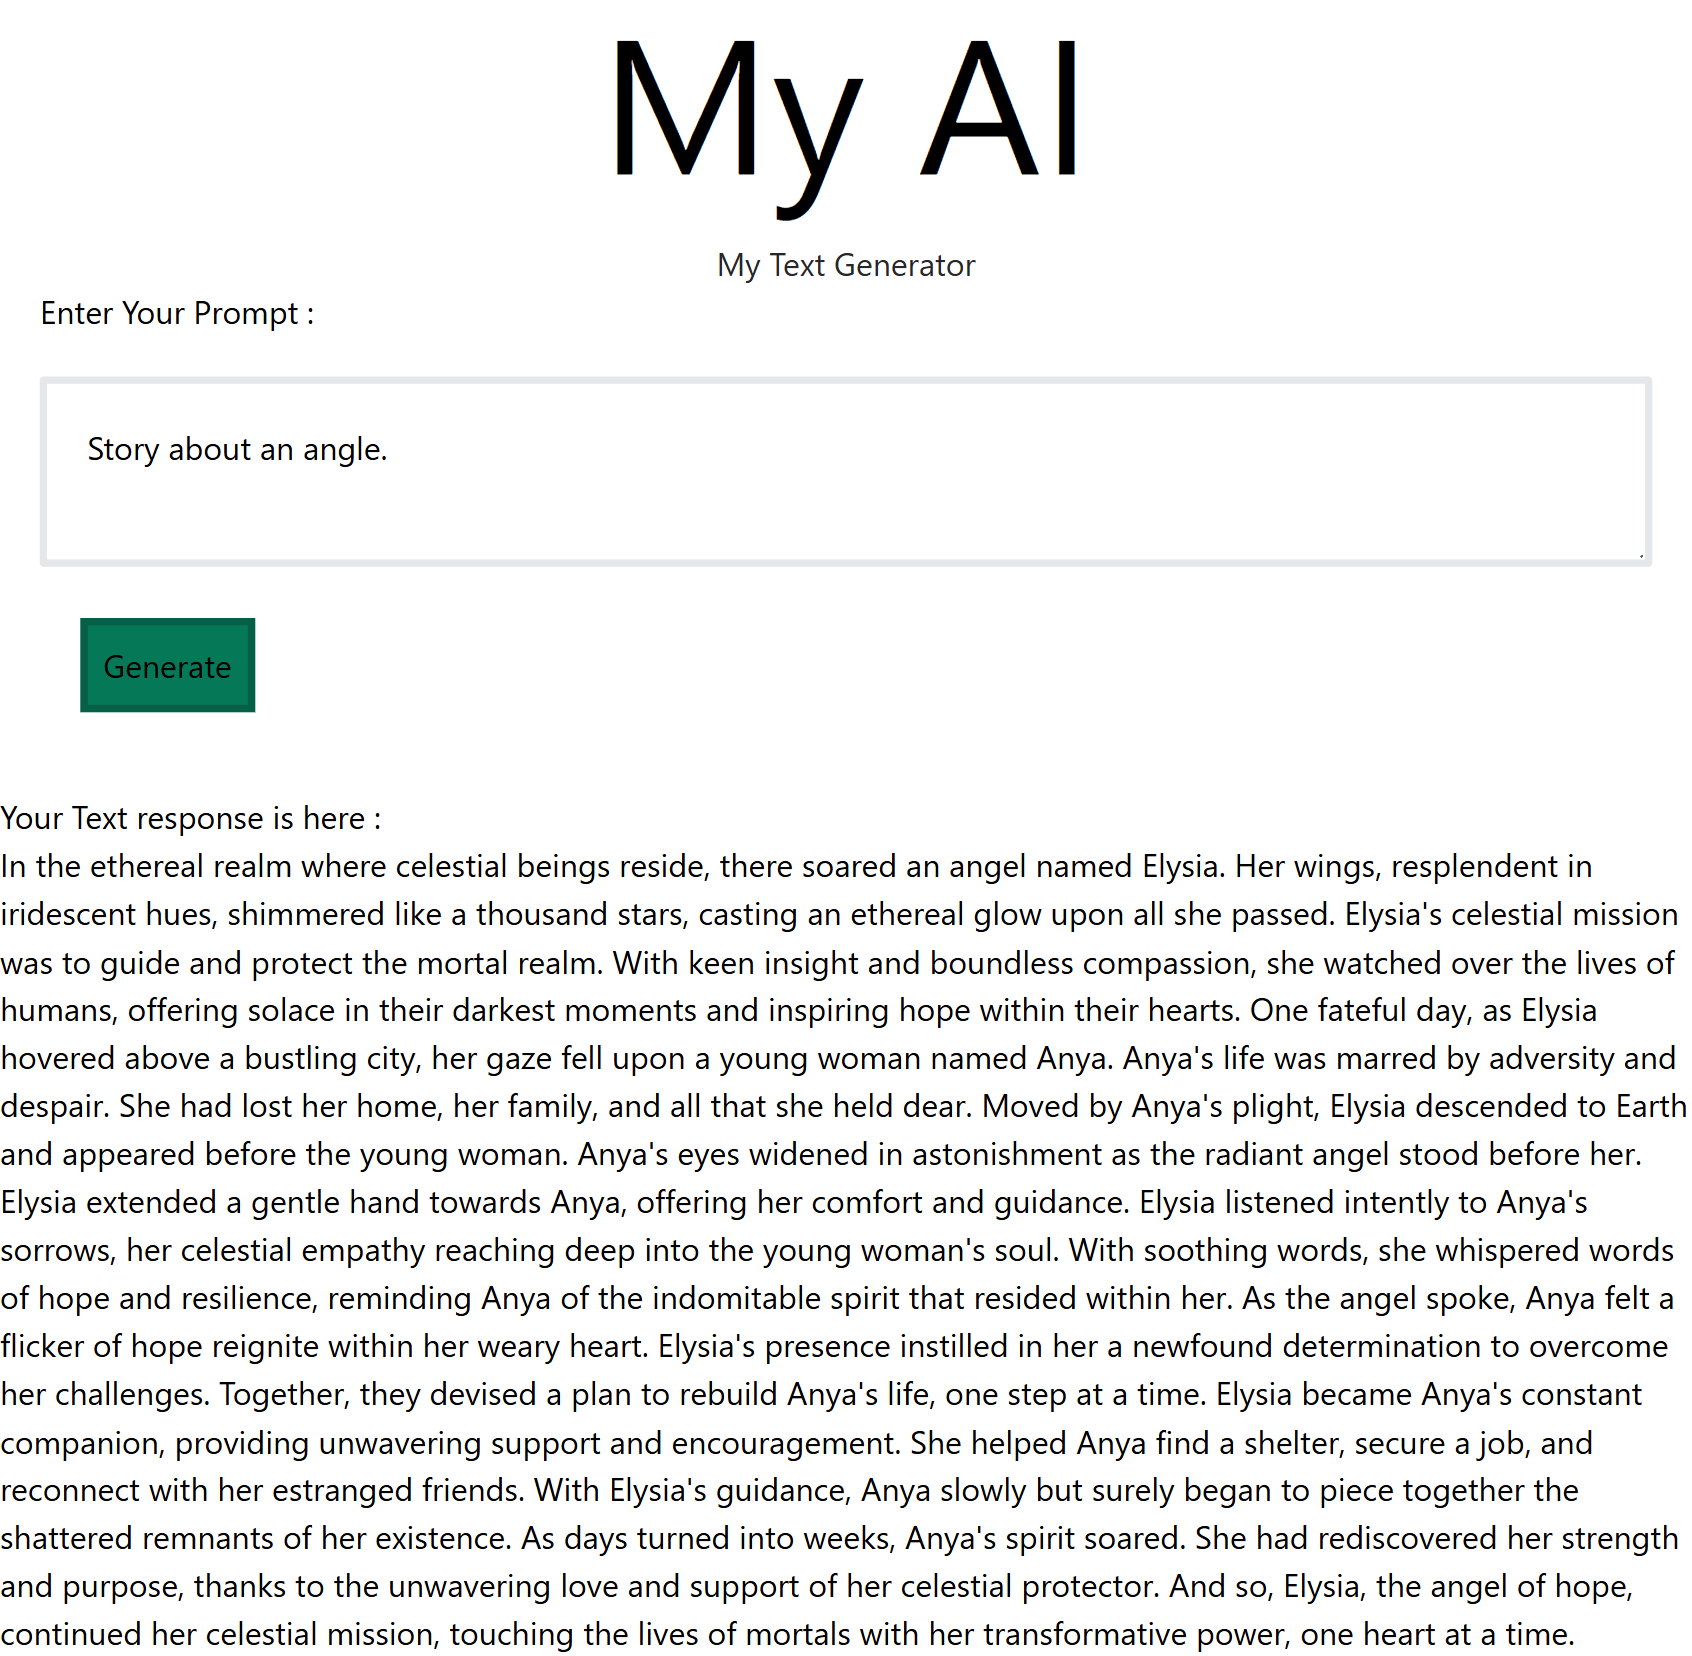 My AI
My Text Generator
Enter Your Prompt :
Story about an angle.
Generate
Your Text response is here :
In the ethereal realm where celestial beings reside, there soared an angel named Elysia. Her wings, resplendent in
iridescent hues, shimmered like a thousand stars, casting an ethereal glow upon all she passed. Elysia's celestial mission
was to guide and protect the mortal realm. With keen insight and boundless compassion, she watched over the lives of
humans, offering solace in their darkest moments and inspiring hope within their hearts. One fateful day, as Elysia
hovered above a bustling city, her gaze fell upon a young woman named Anya. Anya's life was marred by adversity and
despair. She had lost her home, her family, and all that she held dear. Moved by Anya's plight, Elysia descended to Earth
and appeared before the young woman. Anya's eyes widened in astonishment as the radiant angel stood before her.
Elysia extended a gentle hand towards Anya, offering her comfort and guidance. Elysia listened intently to Anya's
sorrows, her celestial empathy reaching deep into the young woman's soul. With soothing words, she whispered words
of hope and resilience, reminding Anya of the indomitable spirit that resided within her. As the angel spoke, Anya felt a
flicker of hope reignite within her weary heart. Elysia's presence instilled in her a newfound determination to overcome
her challenges. Together, they devised a plan to rebuild Anya's life, one step at a time. Elysia became Anya's constant
companion, providing unwavering support and encouragement. She helped Anya find a shelter, secure a job, and
reconnect with her estranged friends. With Elysia's guidance, Anya slowly but surely began to piece together the
shattered remnants of her existence. As days turned into weeks, Anya's spirit soared. She had rediscovered her strength
and purpose, thanks to the unwavering love and support of her celestial protector. And so, Elysia, the angel of hope,
continued her celestial mission, touching the lives of mortals with her transformative power, one heart at a time.